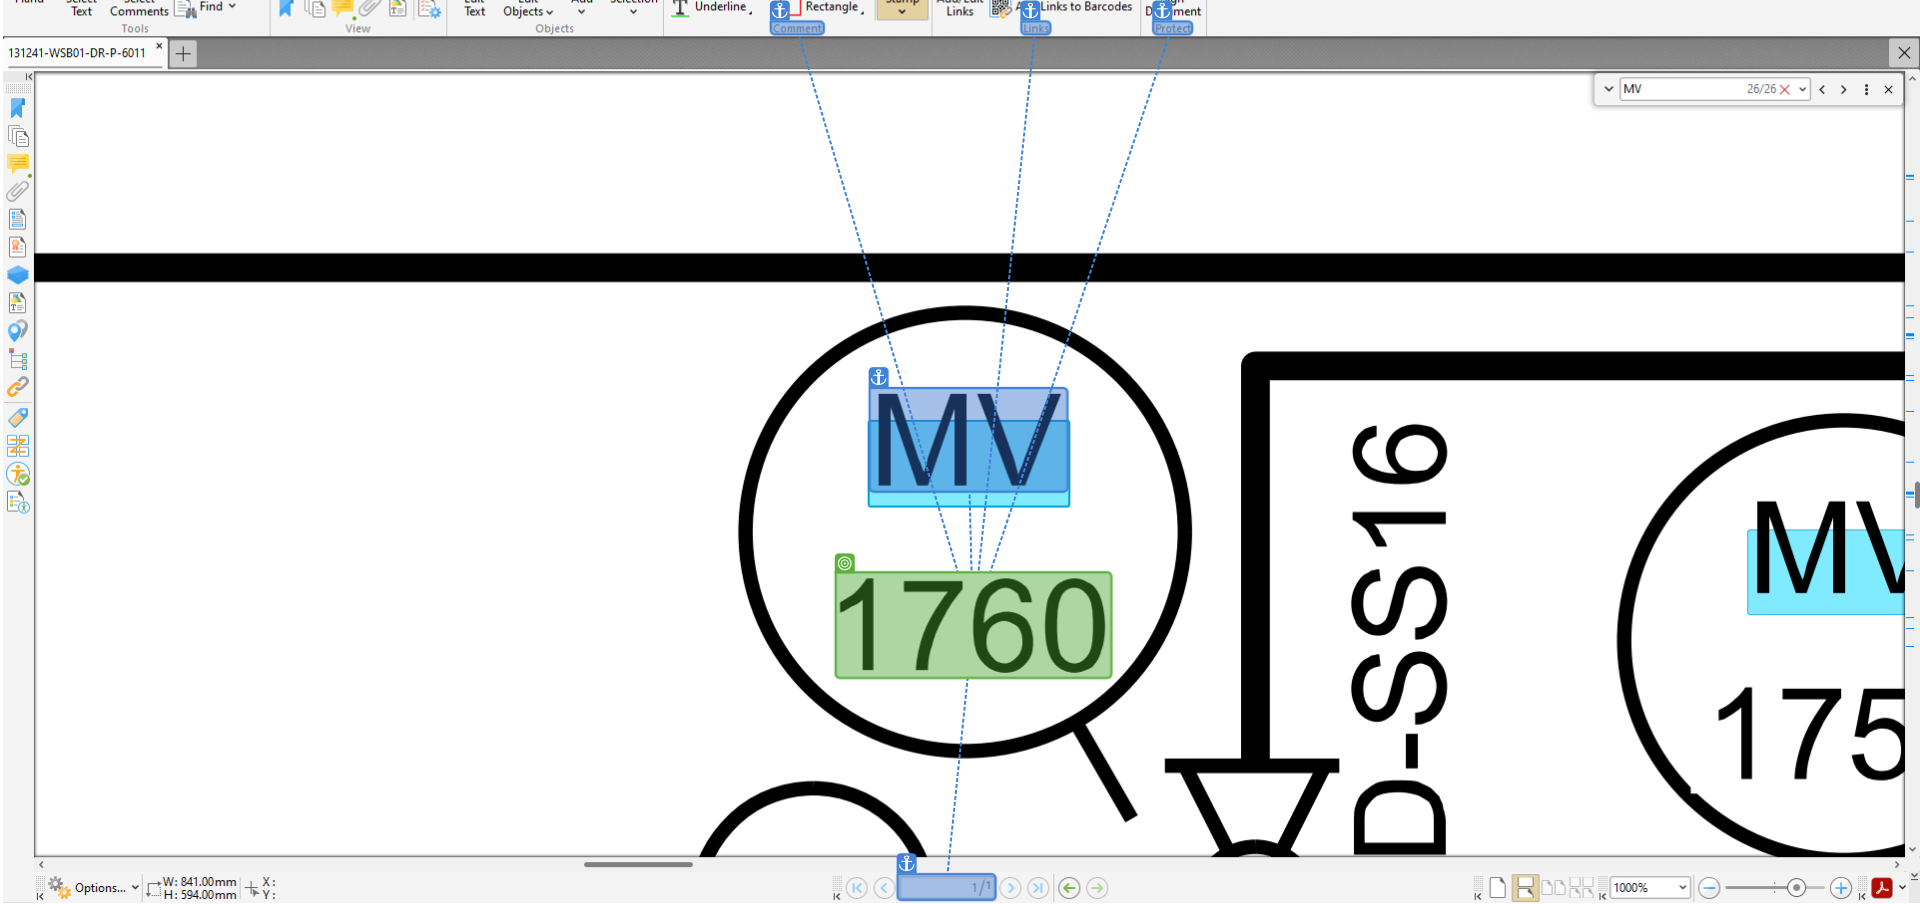 Select
Text
Select
Comments
Find
Tools
View
Edit
Text
Edit
Objects
Add
Selection
Objects
Underline
Rectangle
Comment
Stamp
Add/Edit
Links
Links to Barcodes
Links
Protect
131241-WSB01-DR-P-6011
MV
26/26
MV
1760
D-SS16
MV
175
Options...
W: 841.00mm
H: 594.00mm
X:
Y:
1/1
1000%